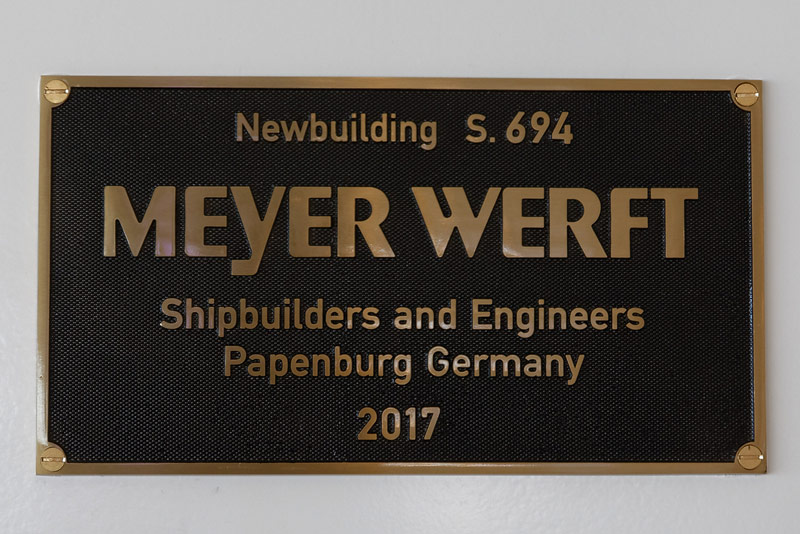 Newbuilding S. 694
MEYER WERFT
Shipbuilders and Engineers
Papenburg Germany
2017